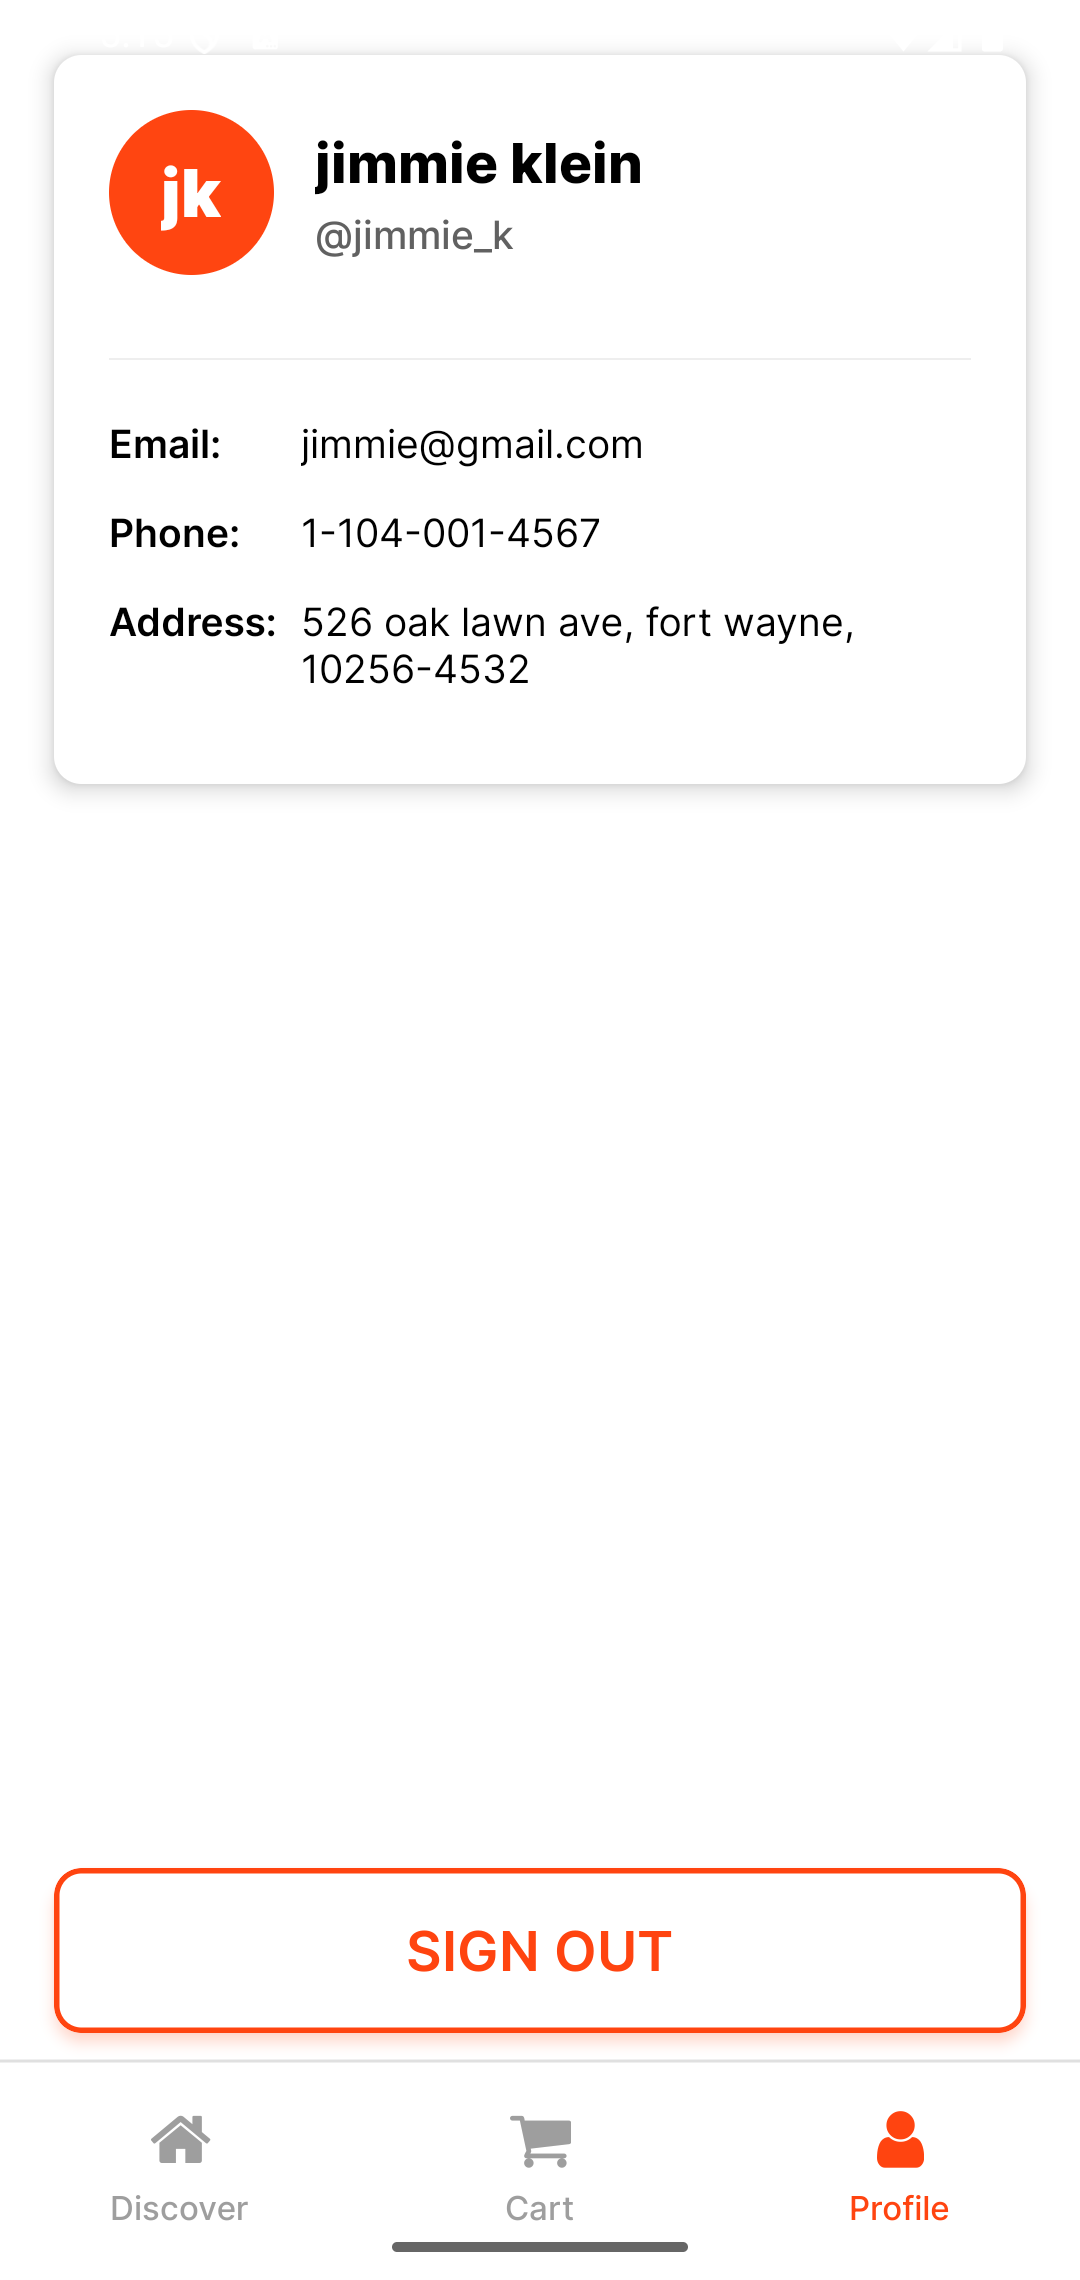 jk
jimmie klein
@jimmie_k
Email: jimmie@gmail.com
Phone: 1-104-001-4567
Address: 526 oak lawn ave, fort wayne,
10256-4532
SIGN OUT
Discover Cart Profile